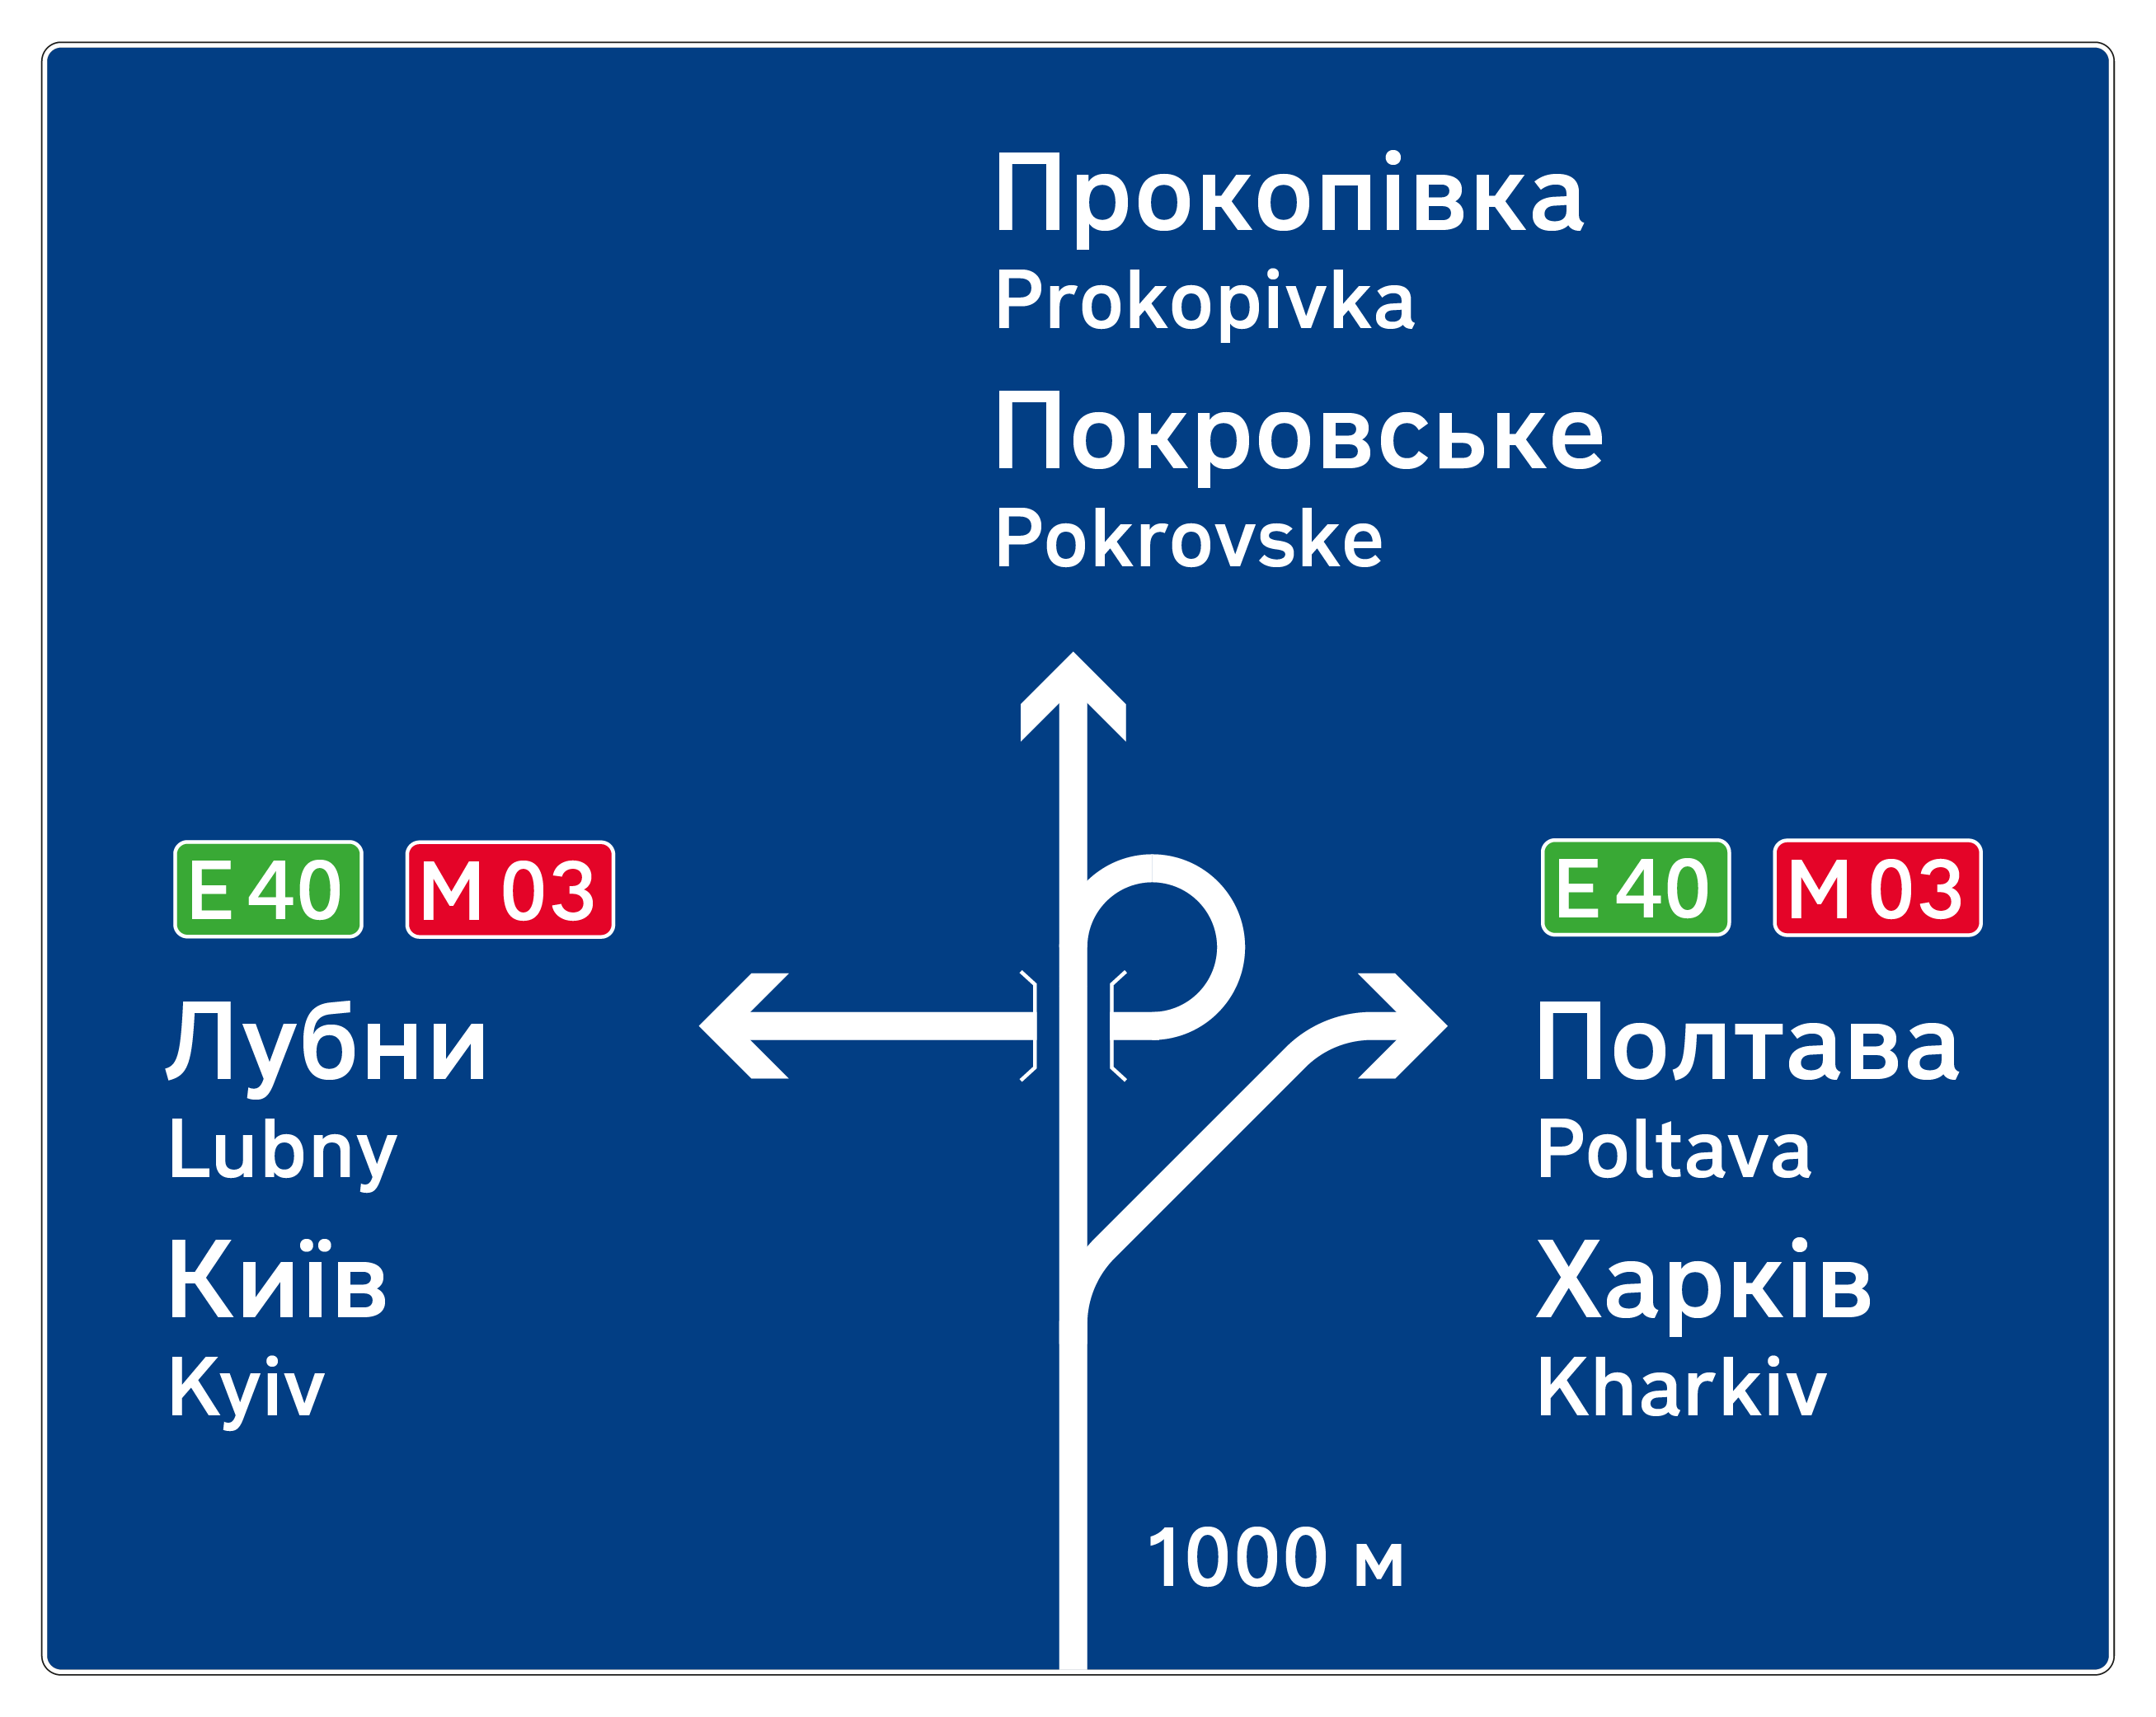 Прокопівка
Prokopivka
Покровське
Pokrovske
E 40 M 03
Лубни
Lubny
Київ
Kyiv
E 40 M 03
Полтава
Poltava
Харків
Kharkiv
1000 м